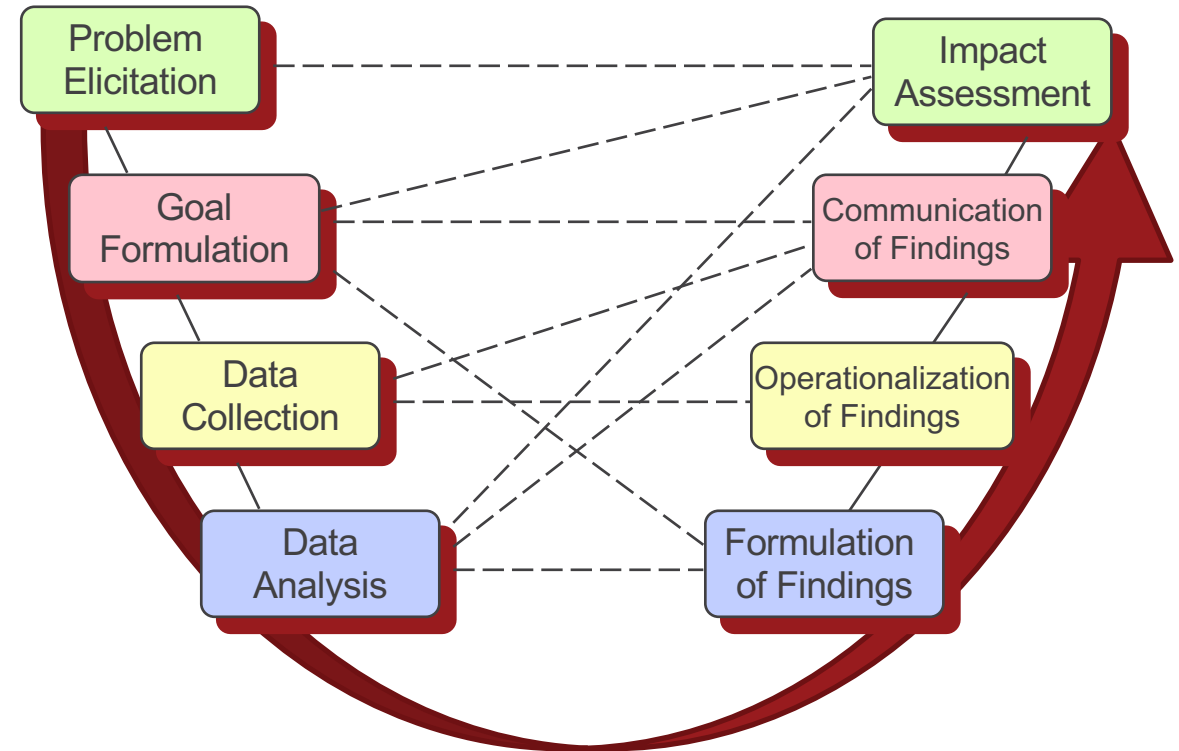 Problem
Elicitation
Impact
Assessment
Goal
Formulation
Communication
of Findings
Data
Collection
Operationalization
of Findings
Data
Analysis
Formulation
of Findings